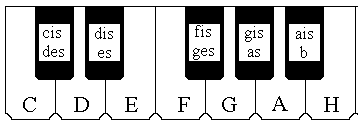 cis dis fis gis ais
des es ges as b
C D E F G A H